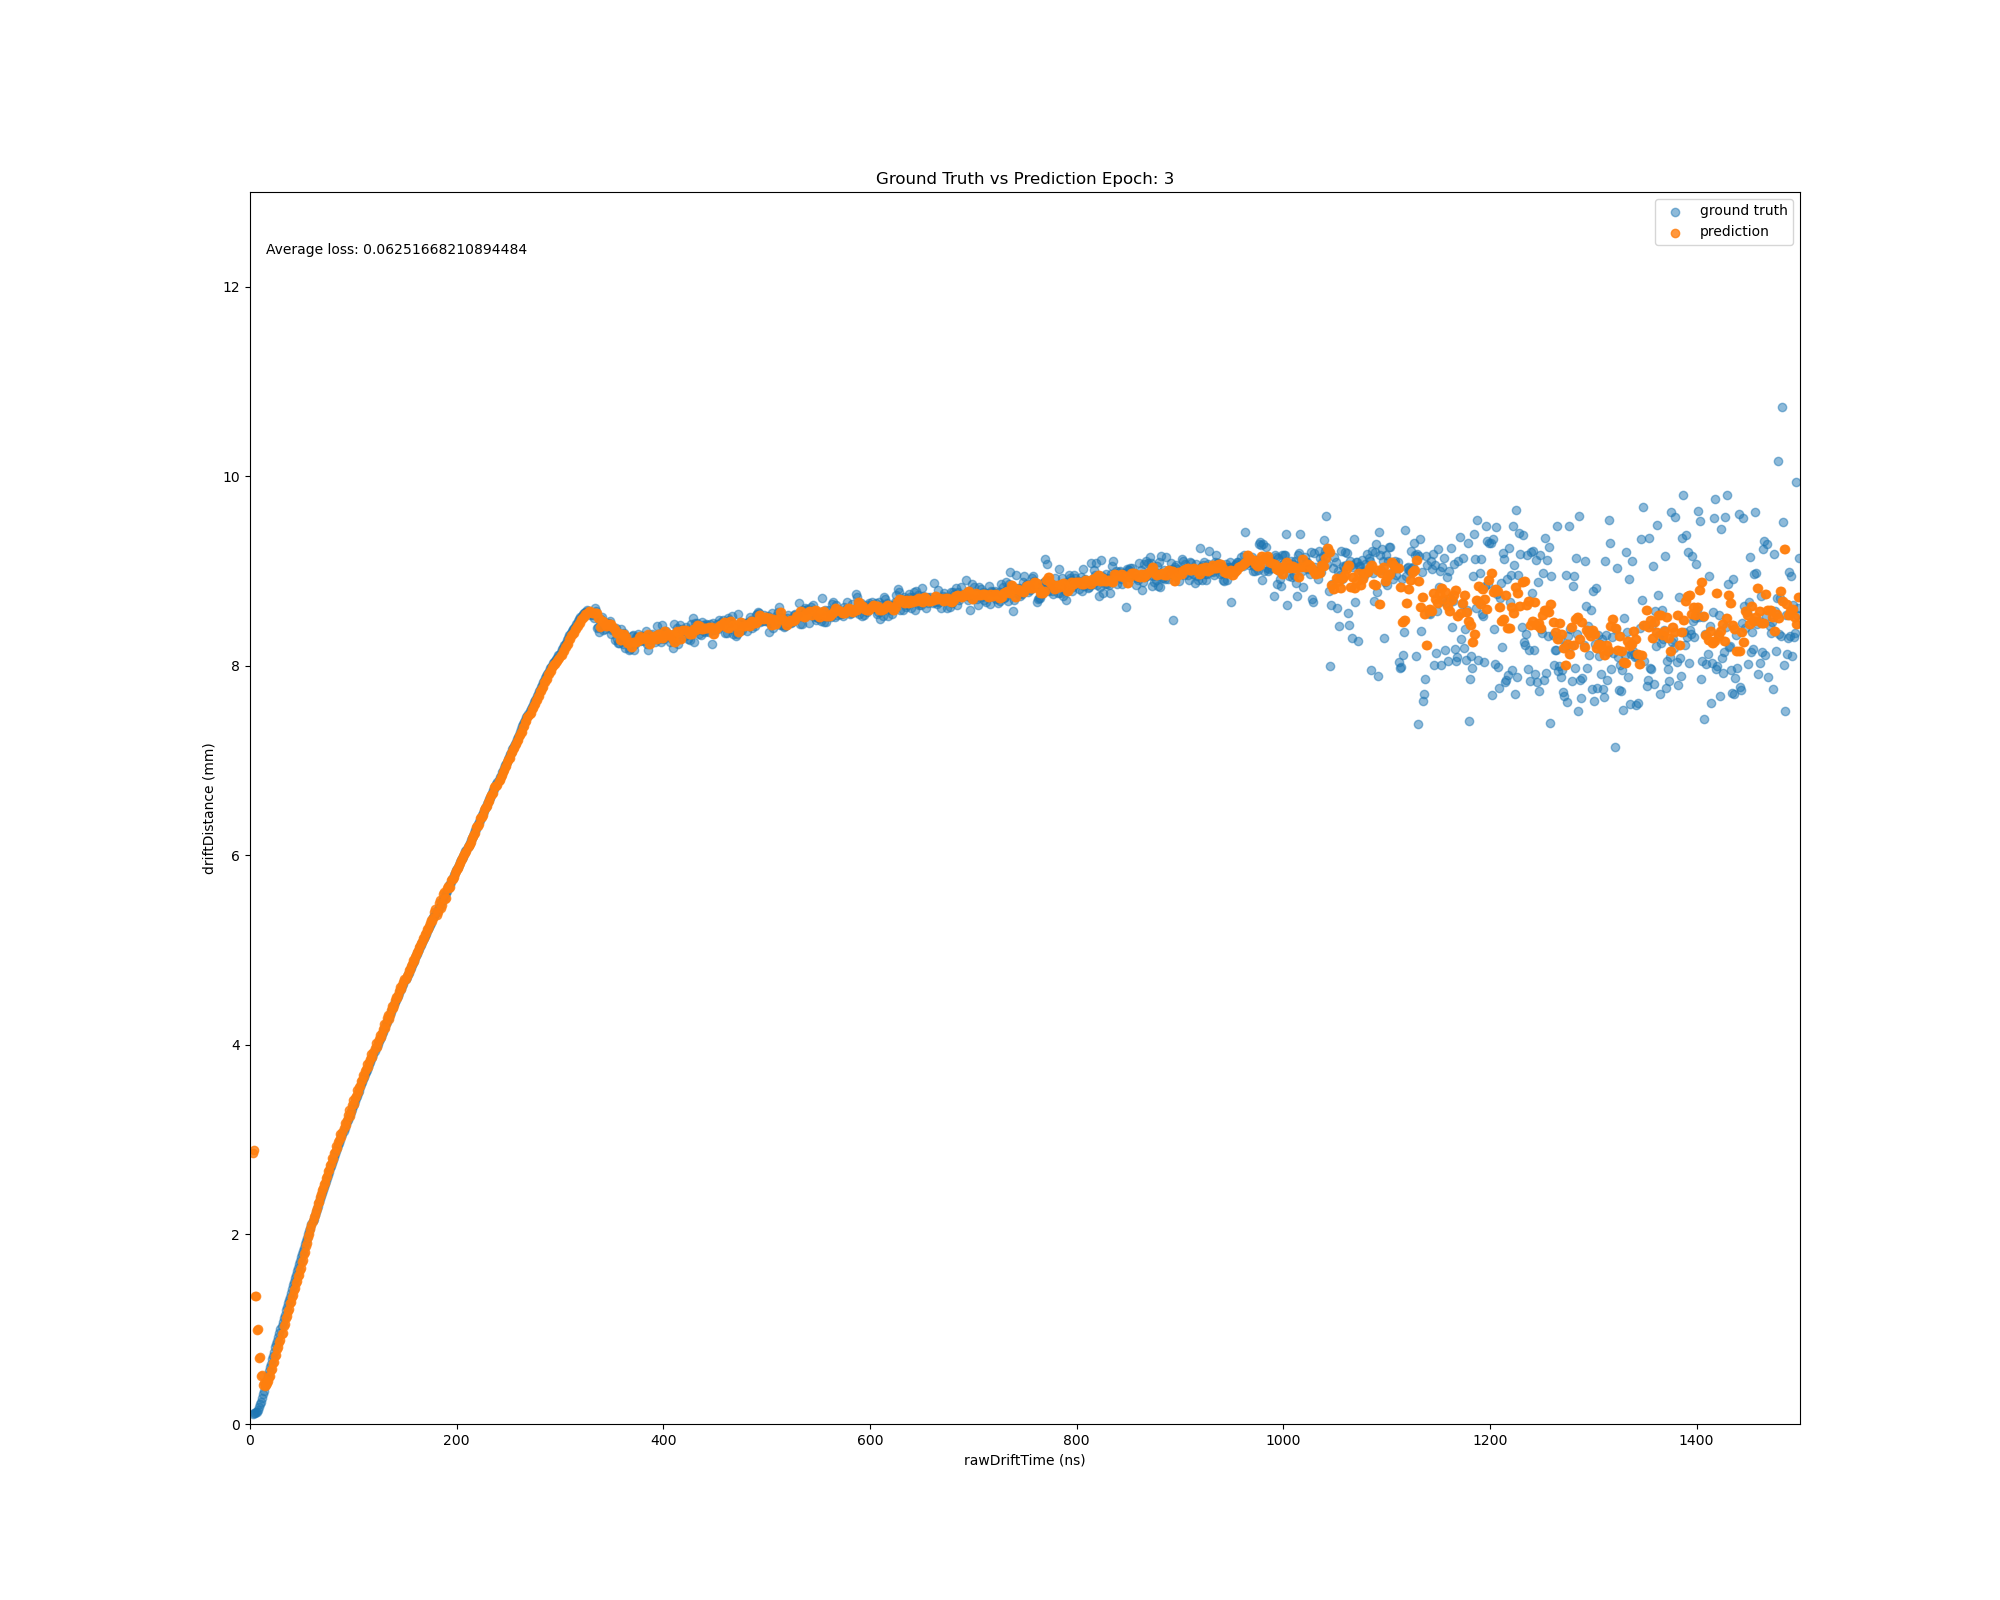 Ground Truth vs Prediction Epoch: 3
ground truth
prediction
Average loss: 0.06251668210894484
12
10
8
6
4
2
0
driftDistance (mm)
0 200 400 600 800 1000 1200 1400
rawDriftTime (ns)